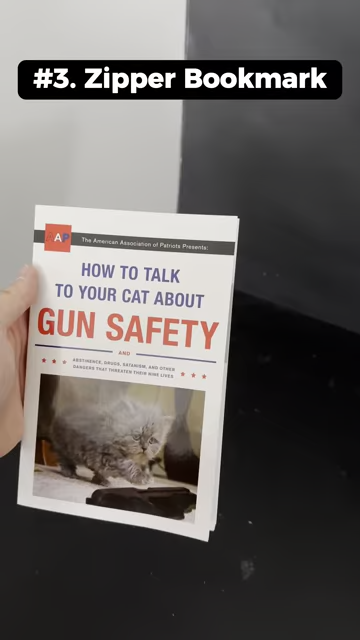 #3. Zipper Bookmark
AAP
The American Association of Patriots Presents:
HOW TO TALK
TO YOUR CAT ABOUT
GUN SAFETY
AND
ABSTINENCE, DRUGS, SATANISM, AND OTHER
DANGERS THAT THREATEN THEIR NINE LIVES